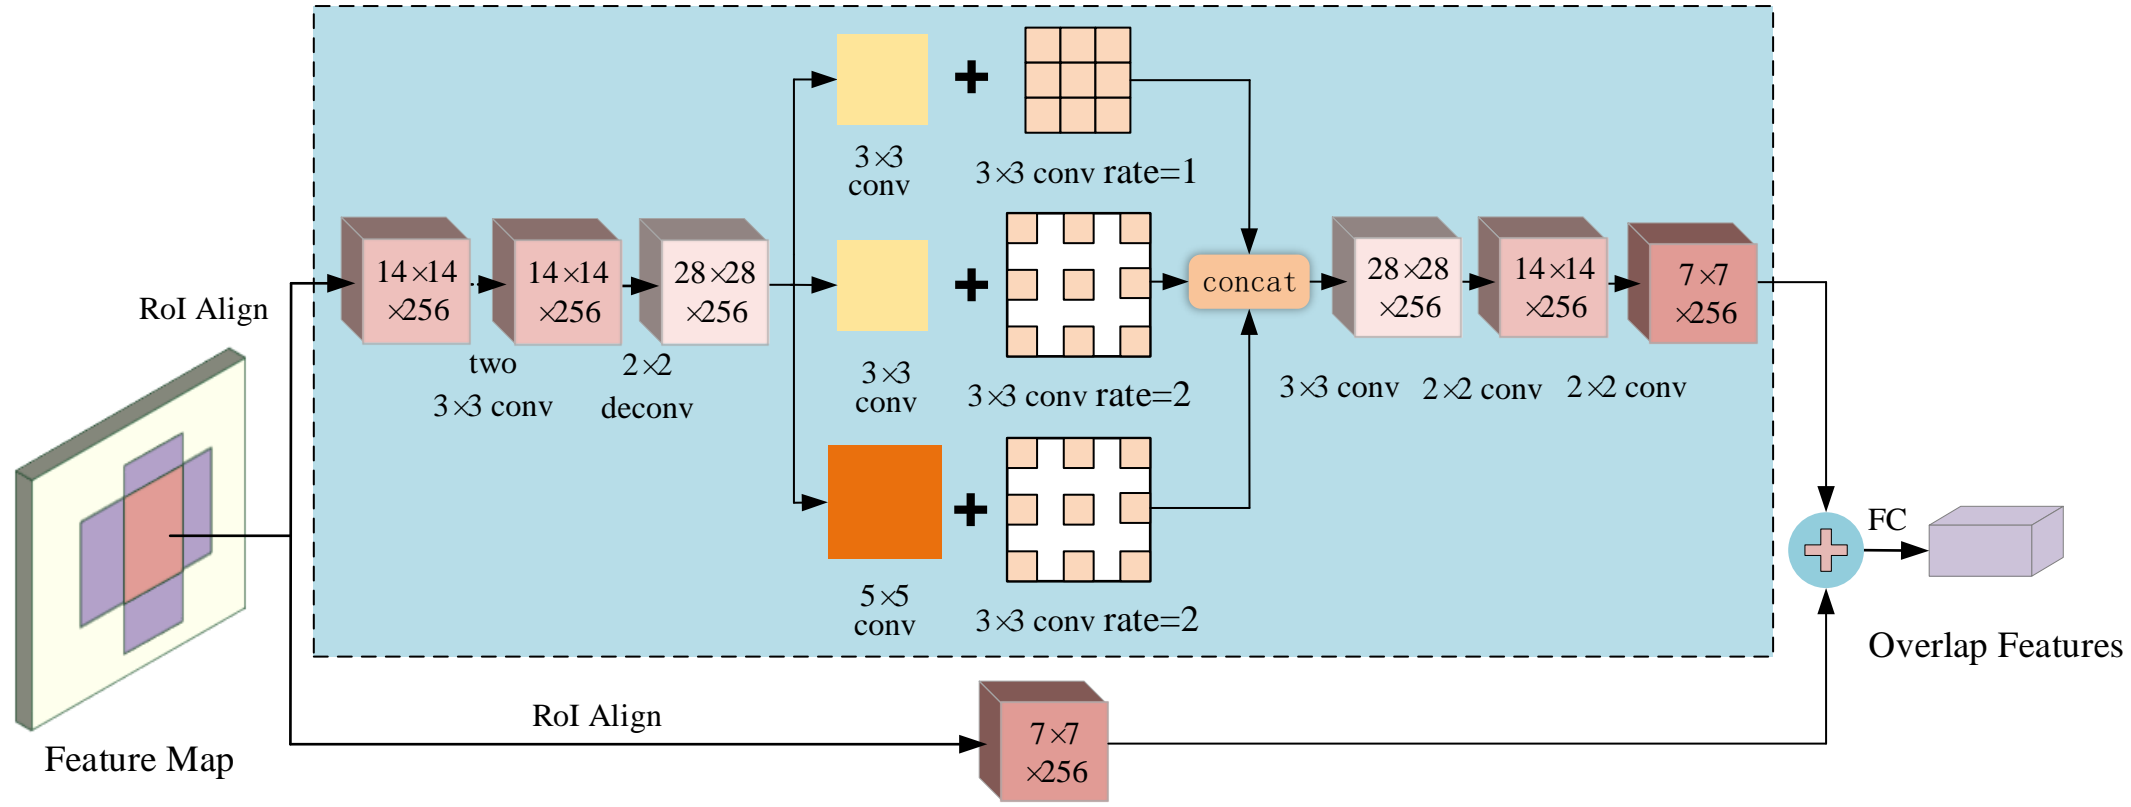 3×3
conv
3×3 conv rate=1
RoI Align
14×14
×256
14×14
×256
28×28
×256
two
3×3 conv
2×2
deconv
3×3
conv
3×3 conv rate=2
concat
28×28
×256
14×14
×256
7×7
×256
3×3 conv
2×2 conv
2×2 conv
5×5
conv
3×3 conv rate=2
FC
Overlap Features
Feature Map
RoI Align
7×7
×256